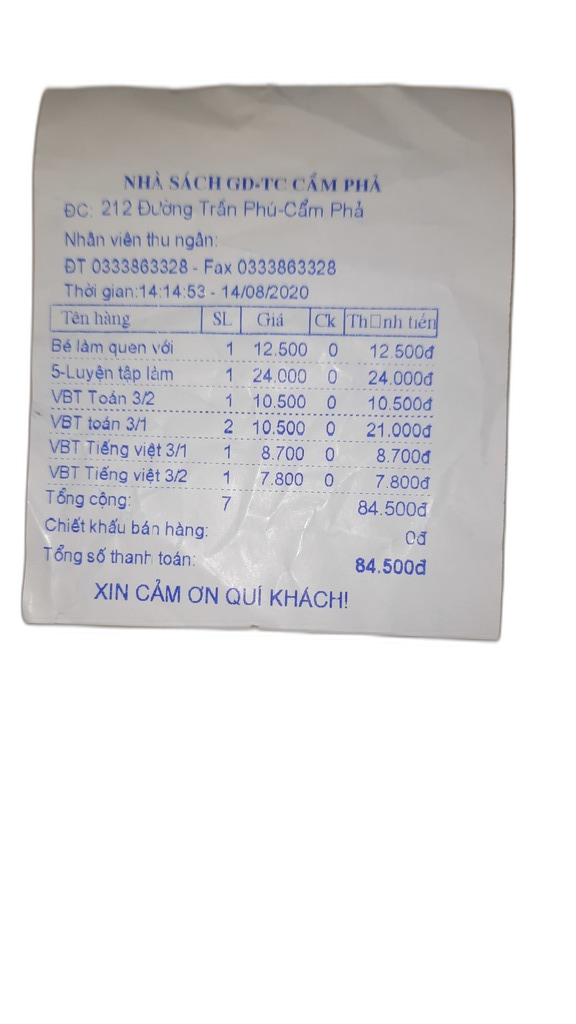 NHÀ SÁCH GD-TC CẨM PHẢ
ĐC: 212 Đường Trần Phú-Cẩm Phả
Nhân viên thu ngân:
ĐT 0333863328 - Fax 0333863328
Thời gian:14:14:53 - 14/08/2020
Tên hàng SL Giá Ck Th□nh tiền
Bé làm quen với 1 12.500 0 12.500đ
5-Luyện tập làm 1 24.000 0 24.000đ
VBT Toán 3/2 1 10.500 0 10.500đ
VBT toán 3/1 2 10.500 0 21.000đ
VBT Tiếng việt 3/1 1 8.700 0 8.700đ
VBT Tiếng việt 3/2 1 7.800 0 7.800đ
Tổng cộng: 7 84.500đ
Chiết khấu bán hàng: 0đ
Tổng số thanh toán: 84.500đ
XIN CẢM ƠN QUÍ KHÁCH!